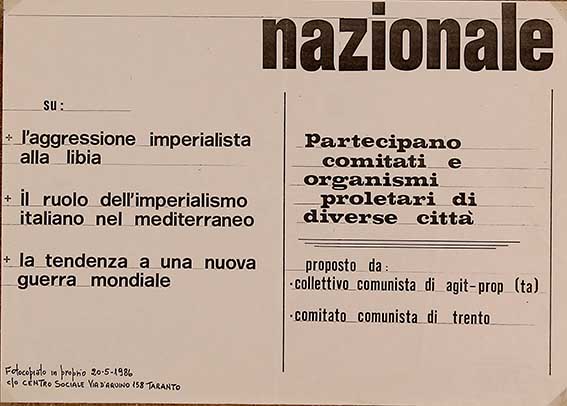 nazionale
su :
+ l'aggressione imperialista
alla libia
+ il ruolo dell'imperialismo
italiano nel mediterraneo
+ la tendenza a una nuova
guerra mondiale
Partecipano
comitati e
organismi
proletari di
diverse città
proposto da :
·collettivo comunista di agit-prop (ta)
·comitato comunista di trento
Fotocopiato in proprio 20-5-1986
c/o CENTRO SOCIALE VIA D'AQUINO 158 TARANTO